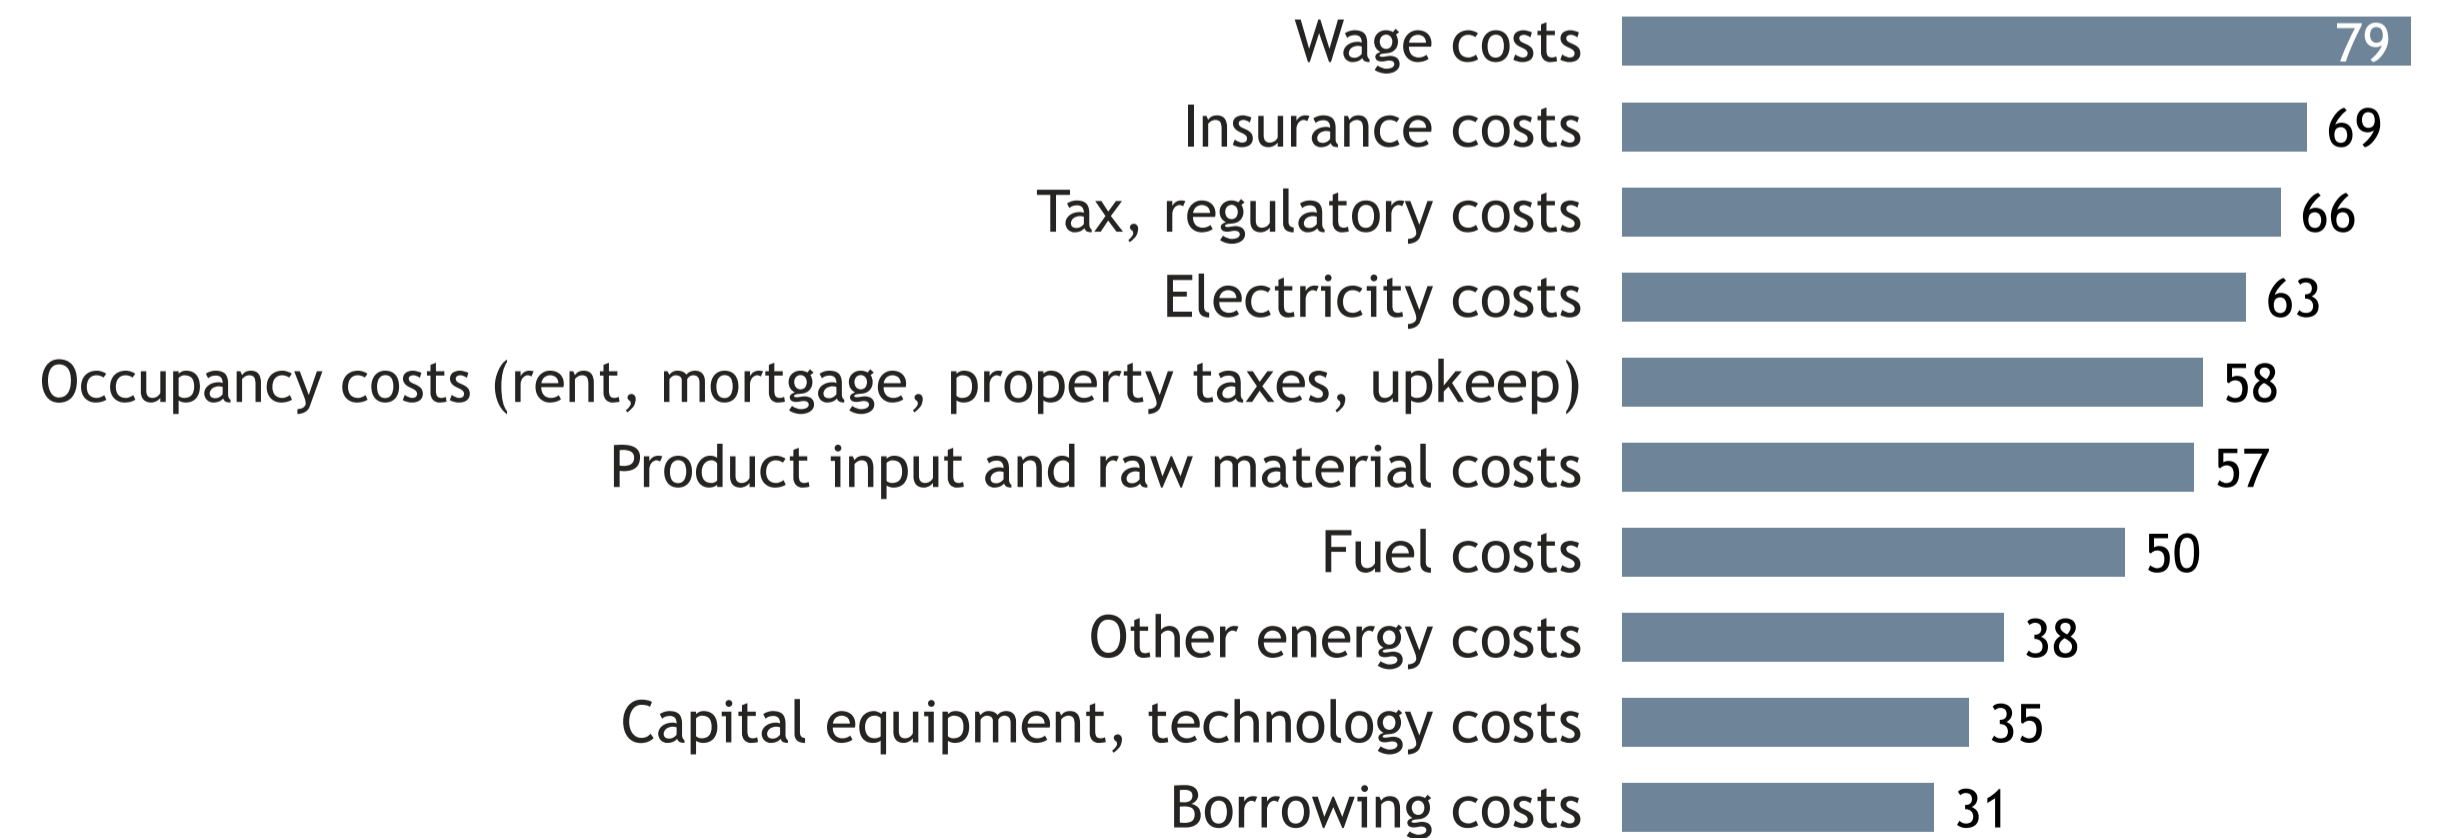 Wage costs 79
Insurance costs 69
Tax, regulatory costs 66
Electricity costs 63
Occupancy costs (rent, mortgage, property taxes, upkeep) 58
Product input and raw material costs 57
Fuel costs 50
Other energy costs 38
Capital equipment, technology costs 35
Borrowing costs 31